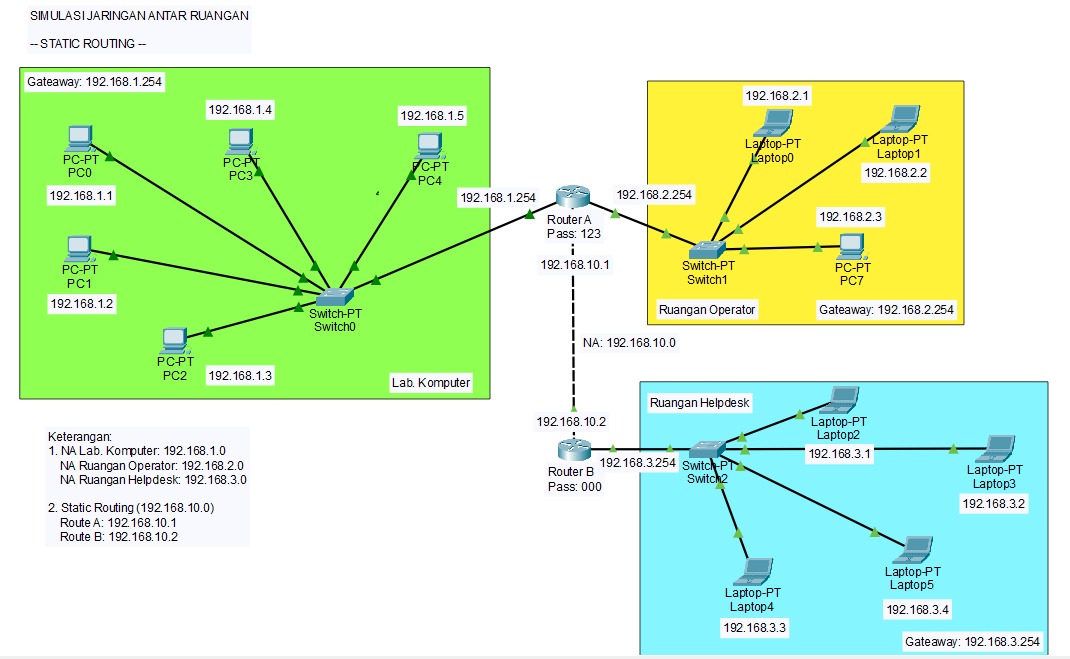 SIMULASI JARINGAN ANTAR RUANGAN
-- STATIC ROUTING --
Gateaway: 192.168.1.254
PC-PT
PC0
192.168.1.1
192.168.1.4
PC-PT
PC3
192.168.1.5
PC-PT
PC4
PC-PT
PC1
192.168.1.2
PC-PT
PC2
192.168.1.3
Switch-PT
Switch0
Lab. Komputer
192.168.1.254
Router A
Pass: 123
192.168.10.1
192.168.2.254
192.168.2.1
Laptop-PT
Laptop0
Laptop-PT
Laptop1
192.168.2.2
192.168.2.3
PC-PT
PC7
Switch-PT
Switch1
Ruangan Operator
Gateaway: 192.168.2.254
NA: 192.168.10.0
192.168.10.2
Router B
Pass: 000
192.168.3.254
Ruangan Helpdesk
Switch-PT
Switch2
Laptop-PT
Laptop2
192.168.3.1
Laptop-PT
Laptop3
192.168.3.2
Laptop-PT
Laptop5
192.168.3.4
Laptop-PT
Laptop4
192.168.3.3
Gateaway: 192.168.3.254
Keterangan:
1. NA Lab. Komputer: 192.168.1.0
NA Ruangan Operator: 192.168.2.0
NA Ruangan Helpdesk: 192.168.3.0
2. Static Routing (192.168.10.0)
Route A: 192.168.10.1
Route B: 192.168.10.2